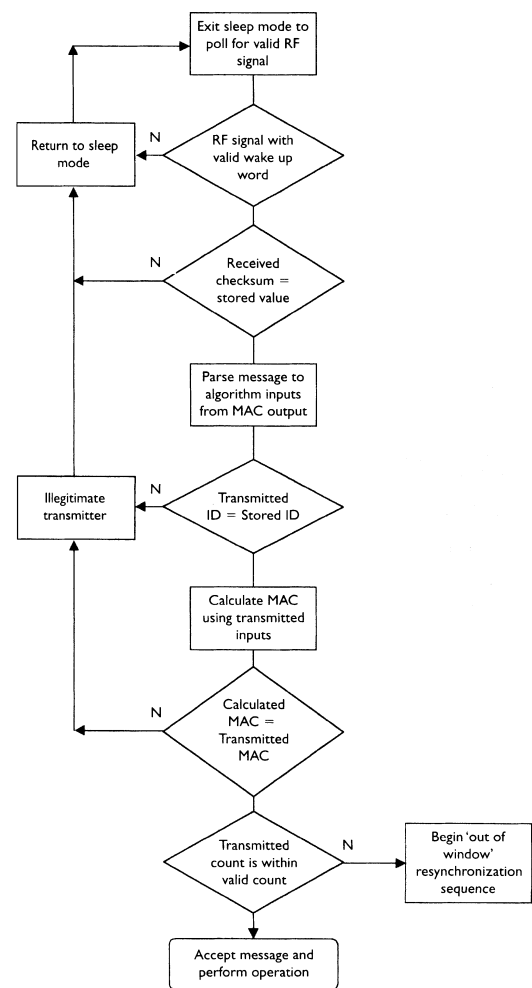 Exit sleep mode to
poll for valid RF
signal
N
Return to sleep
mode
RF signal with
valid wake up
word
N
Received
checksum =
stored value
Parse message to
algorithm inputs
from MAC output
N
Illegitimate
transmitter
Transmitted
ID = Stored ID
Calculate MAC
using transmitted
inputs
N
Calculated
MAC =
Transmitted
MAC
Transmitted
count is within
valid count
N
Begin 'out of
window'
resynchronization
sequence
Accept message and
perform operation